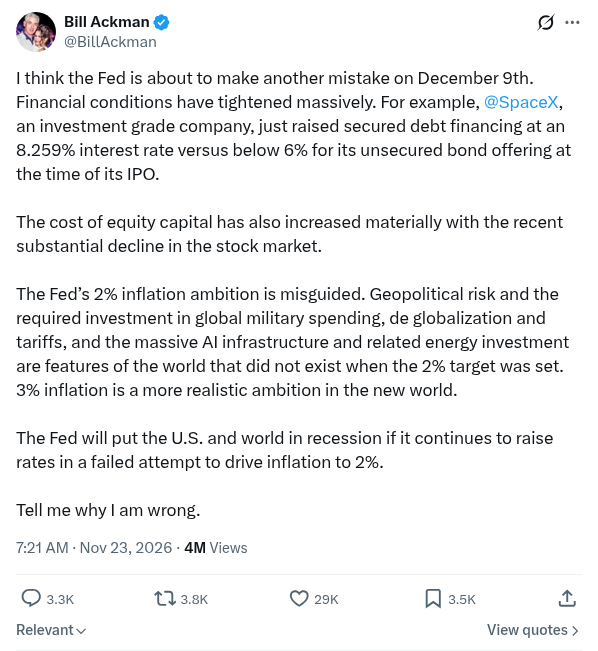 Bill Ackman
@BillAckman
I think the Fed is about to make another mistake on December 9th.
Financial conditions have tightened massively. For example, @SpaceX,
an investment grade company, just raised secured debt financing at an
8.259% interest rate versus below 6% for its unsecured bond offering at
the time of its IPO.
The cost of equity capital has also increased materially with the recent
substantial decline in the stock market.
The Fed’s 2% inflation ambition is misguided. Geopolitical risk and the
required investment in global military spending, de globalization and
tariffs, and the massive AI infrastructure and related energy investment
are features of the world that did not exist when the 2% target was set.
3% inflation is a more realistic ambition in the new world.
The Fed will put the U.S. and world in recession if it continues to raise
rates in a failed attempt to drive inflation to 2%.
Tell me why I am wrong.
7:21 AM · Nov 23, 2026 · 4M Views
3.3K 3.8K 29K 3.5K
Relevant View quotes